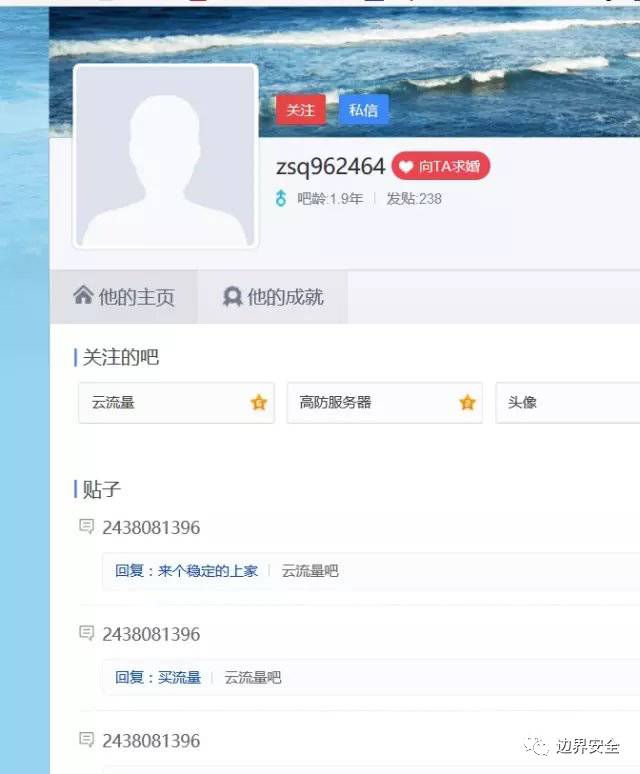 关注 私信
zsq962464 向TA求婚
吧龄:1.9年 发贴:238
他的主页 他的成就
关注的吧
云流量 高防服务器 头像
贴子
2438081396
回复：来个稳定的上家 云流量吧
2438081396
回复：买流量 云流量吧
2438081396
边界安全